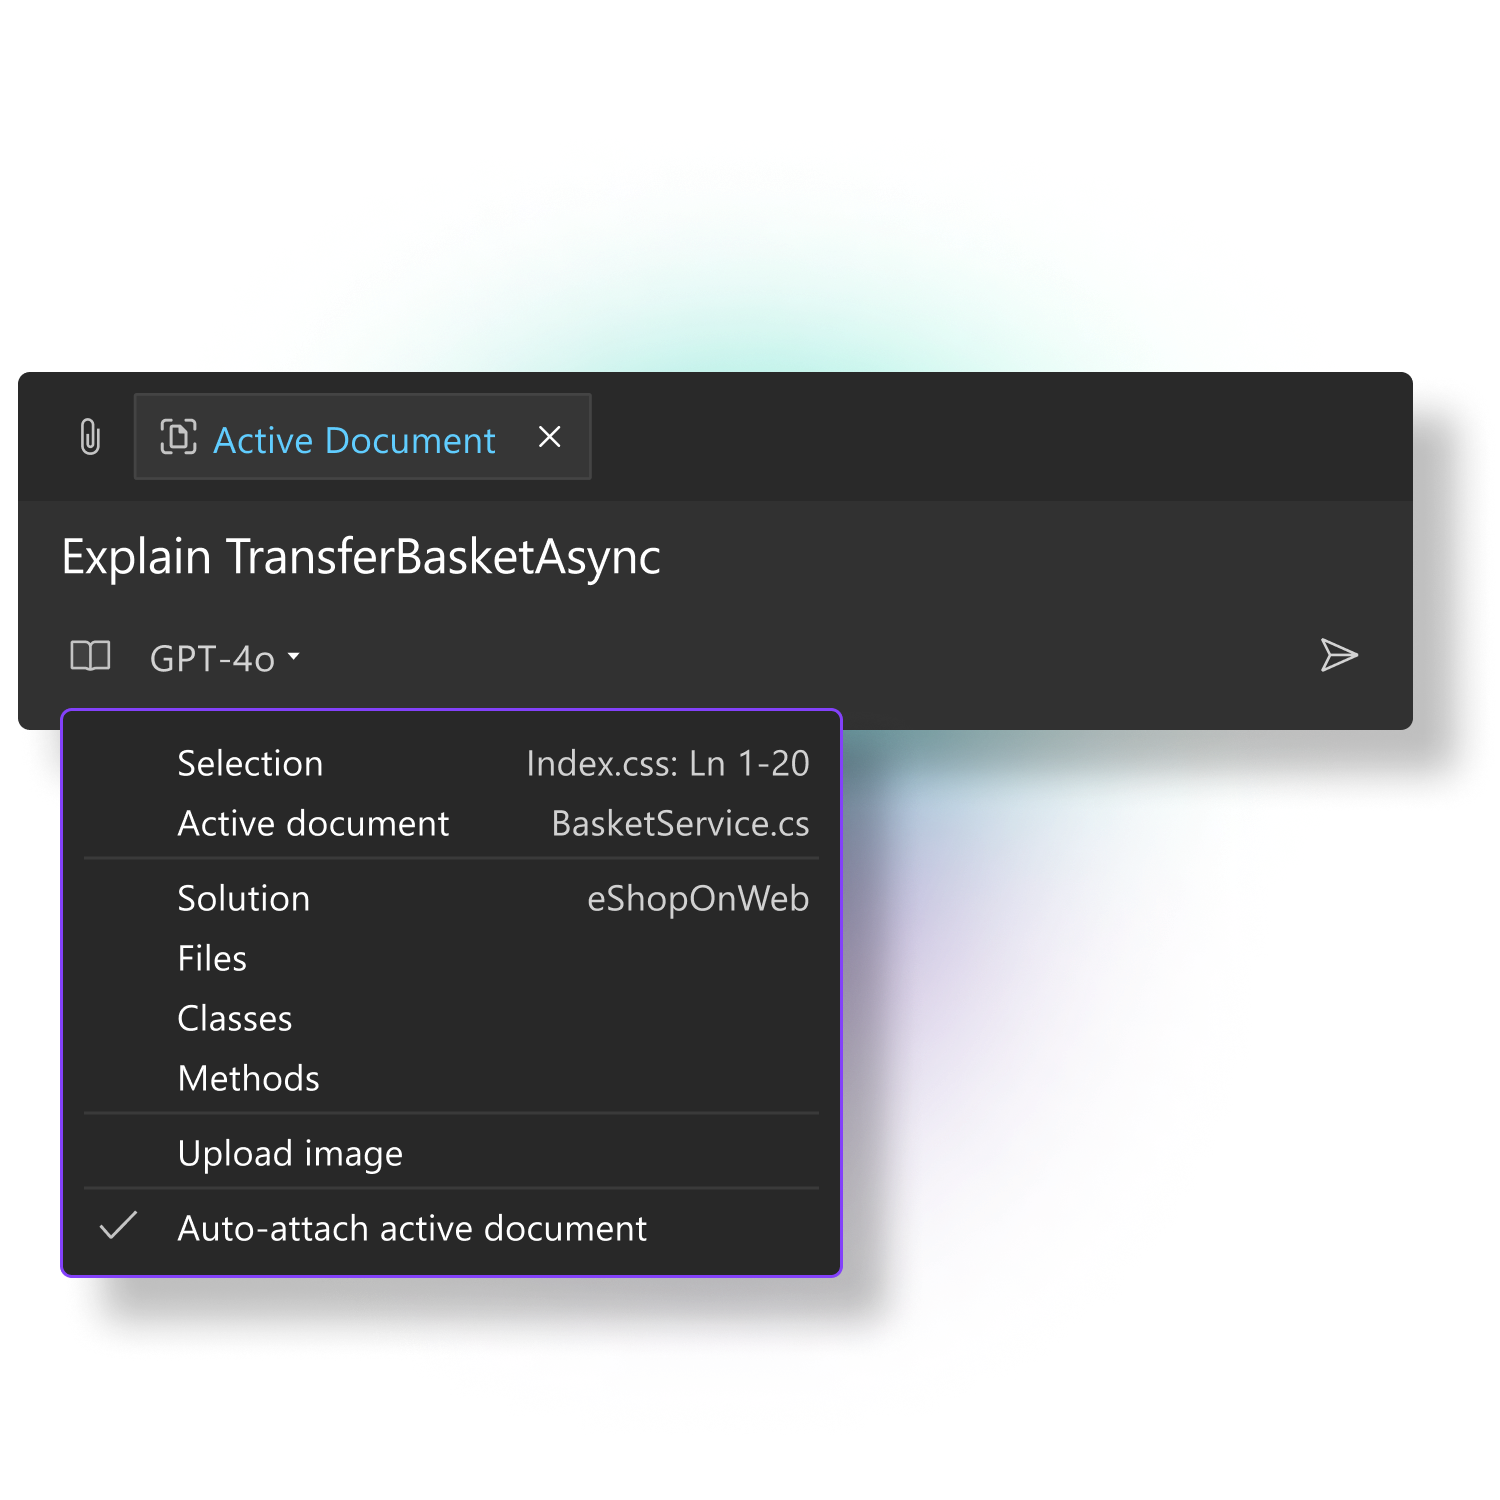 Active Document
Explain TransferBasketAsync
GPT-4o
Selection Index.css: Ln 1-20
Active document BasketService.cs
Solution eShopOnWeb
Files
Classes
Methods
Upload image
Auto-attach active document